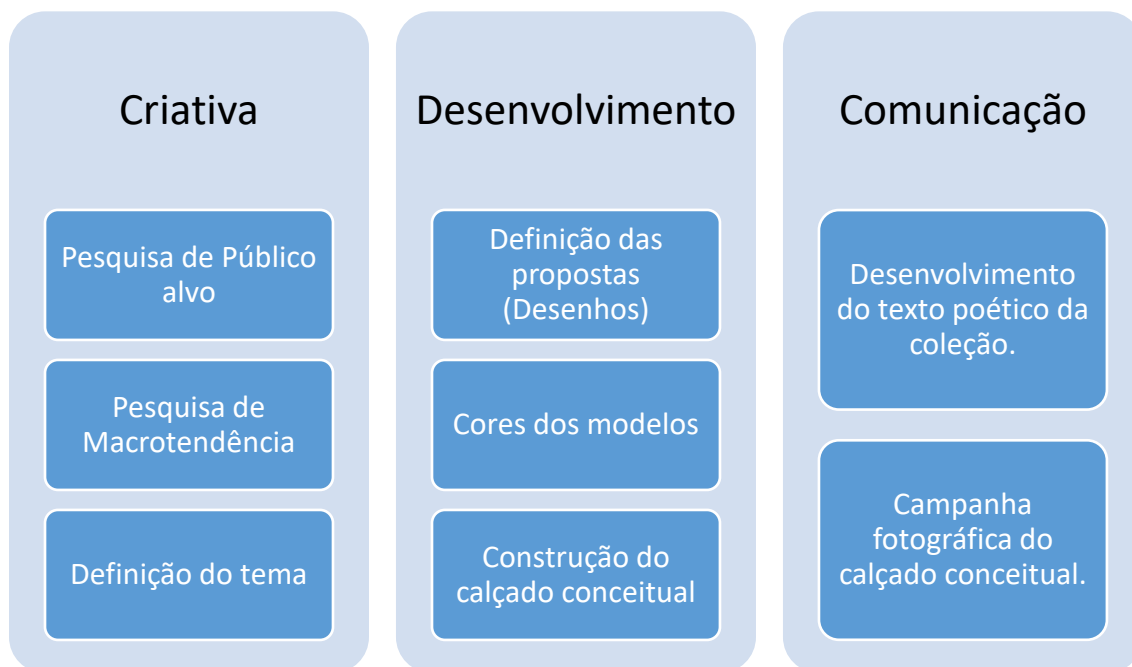 Criativa
Pesquisa de Público
alvo
Pesquisa de
Macrotendência
Definição do tema
Desenvolvimento
Definição das
propostas
(Desenhos)
Cores dos modelos
Construção do
calçado conceitual
Comunicação
Desenvolvimento
do texto poético da
coleção.
Campanha
fotográfica do
calçado conceitual.